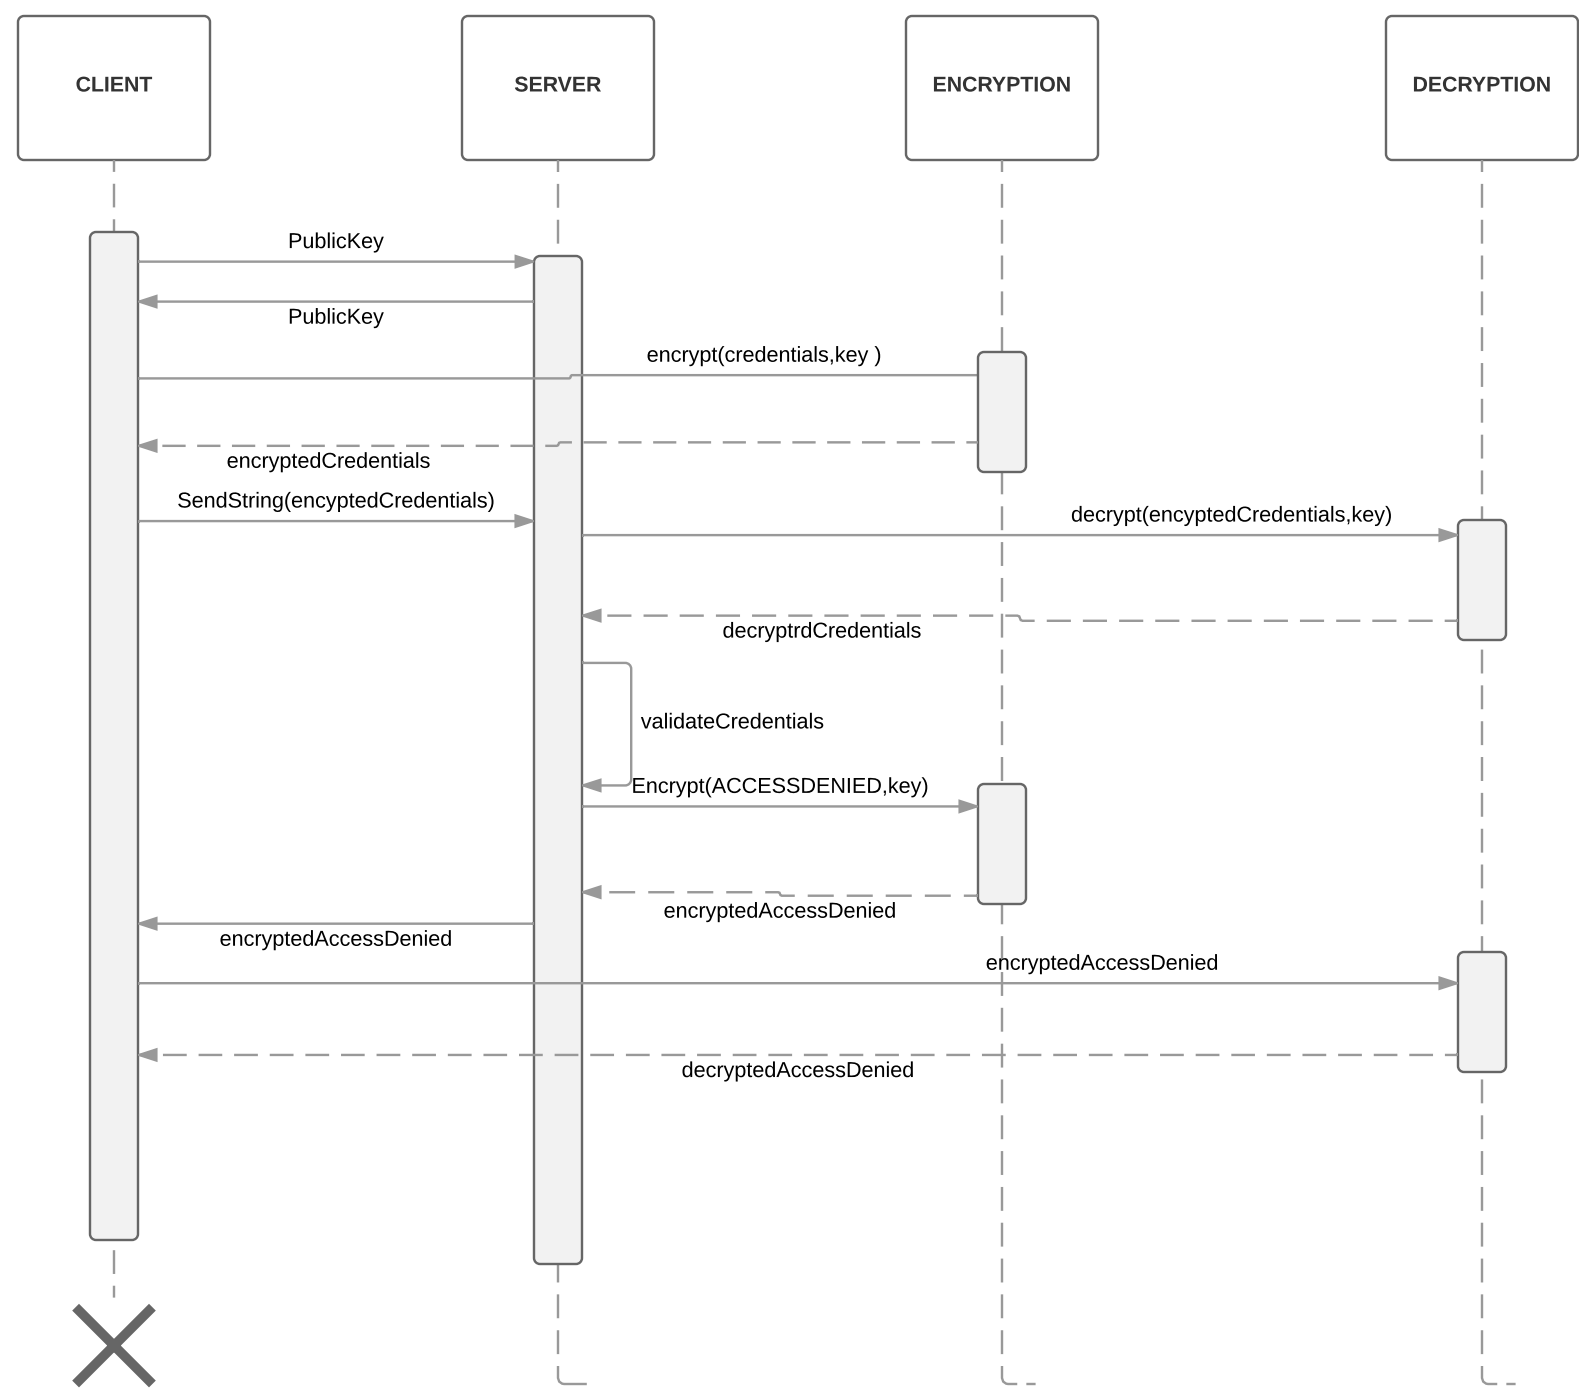 CLIENT
SERVER
ENCRYPTION
DECRYPTION
PublicKey
PublicKey
encrypt(credentials,key )
encryptedCredentials
SendString(encyptedCredentials)
decrypt(encyptedCredentials,key)
decryptrdCredentials
validateCredentials
Encrypt(ACCESSDENIED,key)
encryptedAccessDenied
encryptedAccessDenied
encryptedAccessDenied
decryptedAccessDenied